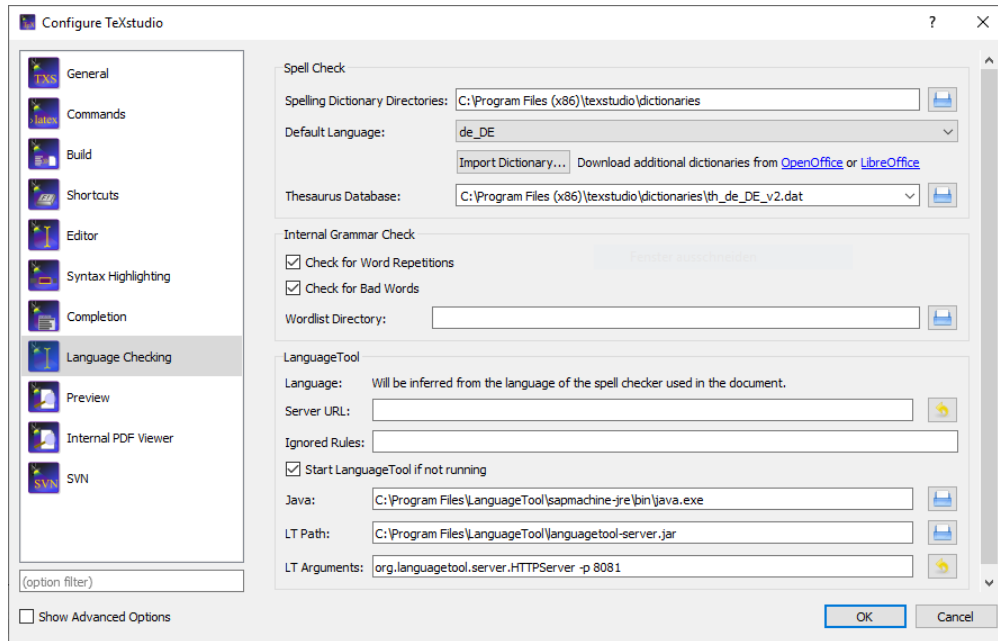 Configure TeXstudio
General
Commands
Build
Shortcuts
Editor
Syntax Highlighting
Completion
Language Checking
Preview
Internal PDF Viewer
SVN
(option filter)
Show Advanced Options
Spell Check
Spelling Dictionary Directories: C:\Program Files (x86)\texstudio\dictionaries
Default Language: de_DE
Import Dictionary... Download additional dictionaries from OpenOffice or LibreOffice
Thesaurus Database: C:\Program Files (x86)\texstudio\dictionaries\th_de_DE_v2.dat
Internal Grammar Check
Fenster ausschneiden
Check for Word Repetitions
Check for Bad Words
Wordlist Directory:
LanguageTool
Language: Will be inferred from the language of the spell checker used in the document.
Server URL:
Ignored Rules:
Start LanguageTool if not running
Java: C:\Program Files\LanguageTool\sapmachine-jre\bin\java.exe
LT Path: C:\Program Files\LanguageTool\languagetool-server.jar
LT Arguments: org.languagetool.server.HTTPServer -p 8081
OK Cancel